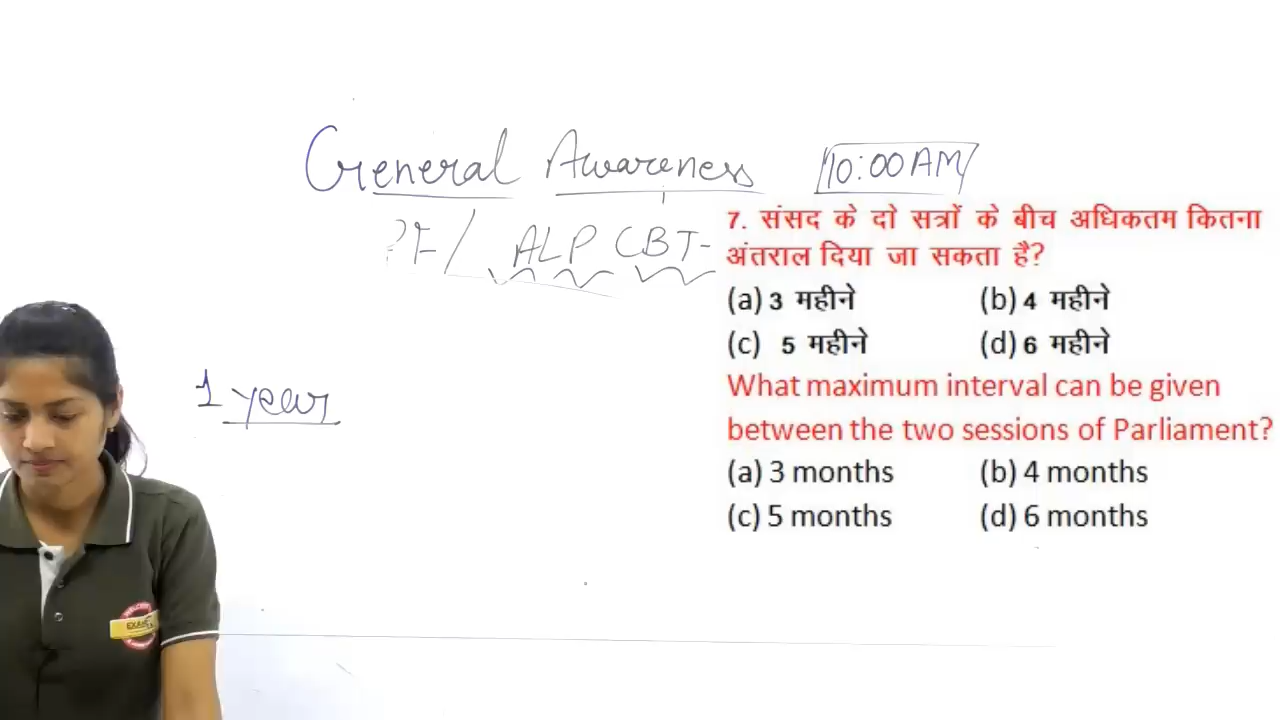 General Awareness 10:00AM
ALP CBT-
7. संसद के दो सत्रों के बीच अधिकतम कितना
अंतराल दिया जा सकता है?
(a) 3 महीने (b) 4 महीने
(c) 5 महीने (d) 6 महीने
What maximum interval can be given
between the two sessions of Parliament?
(a) 3 months (b) 4 months
(c) 5 months (d) 6 months
1 year